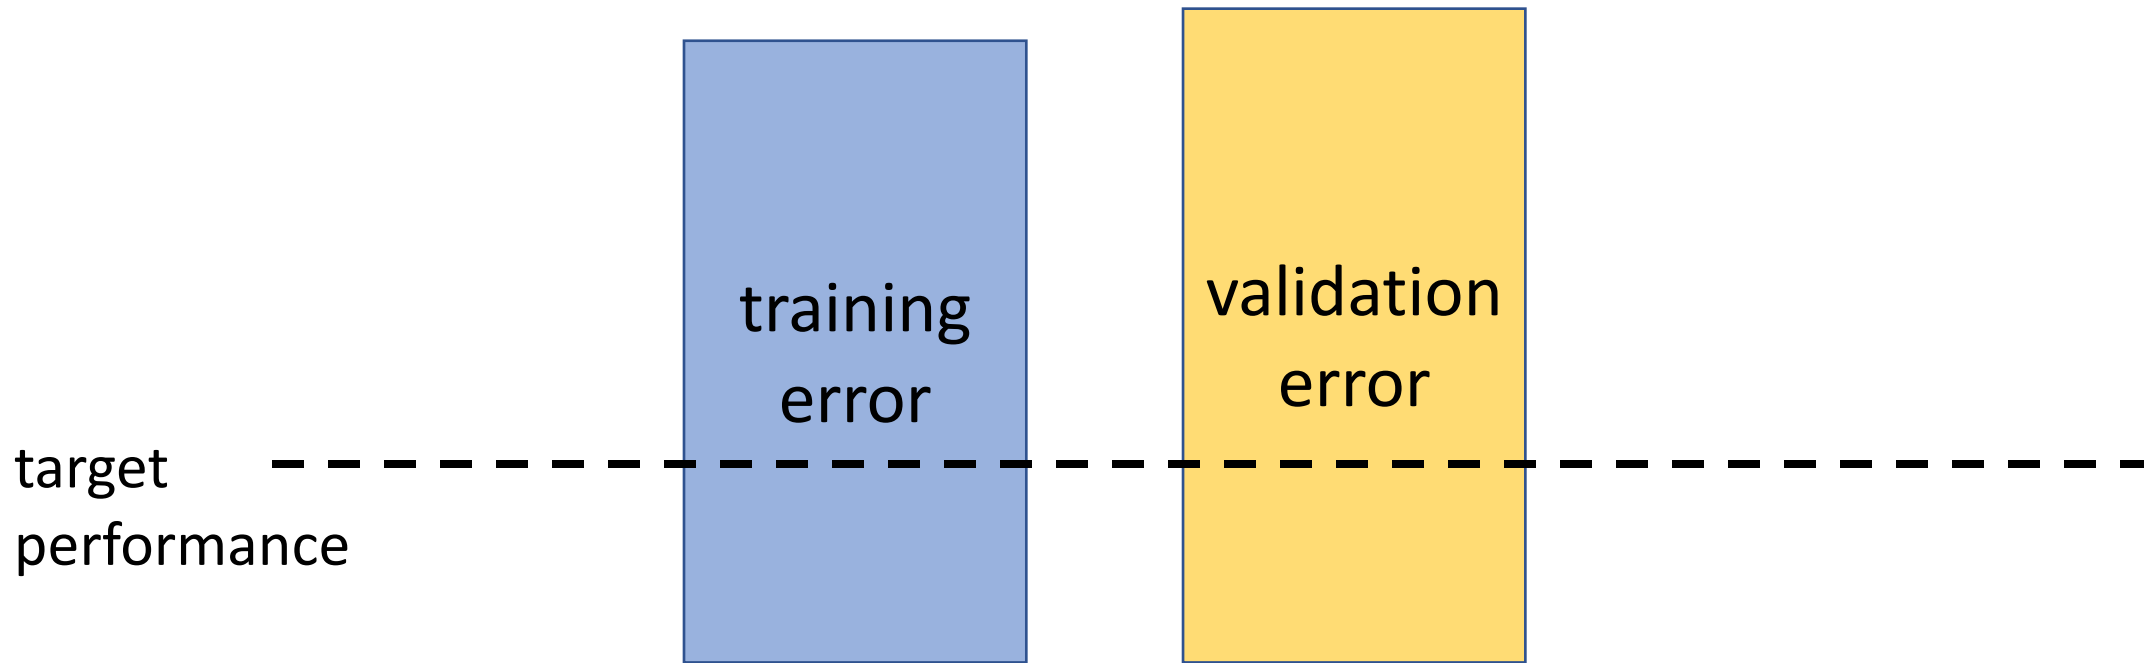 training
error
validation
error
target
performance